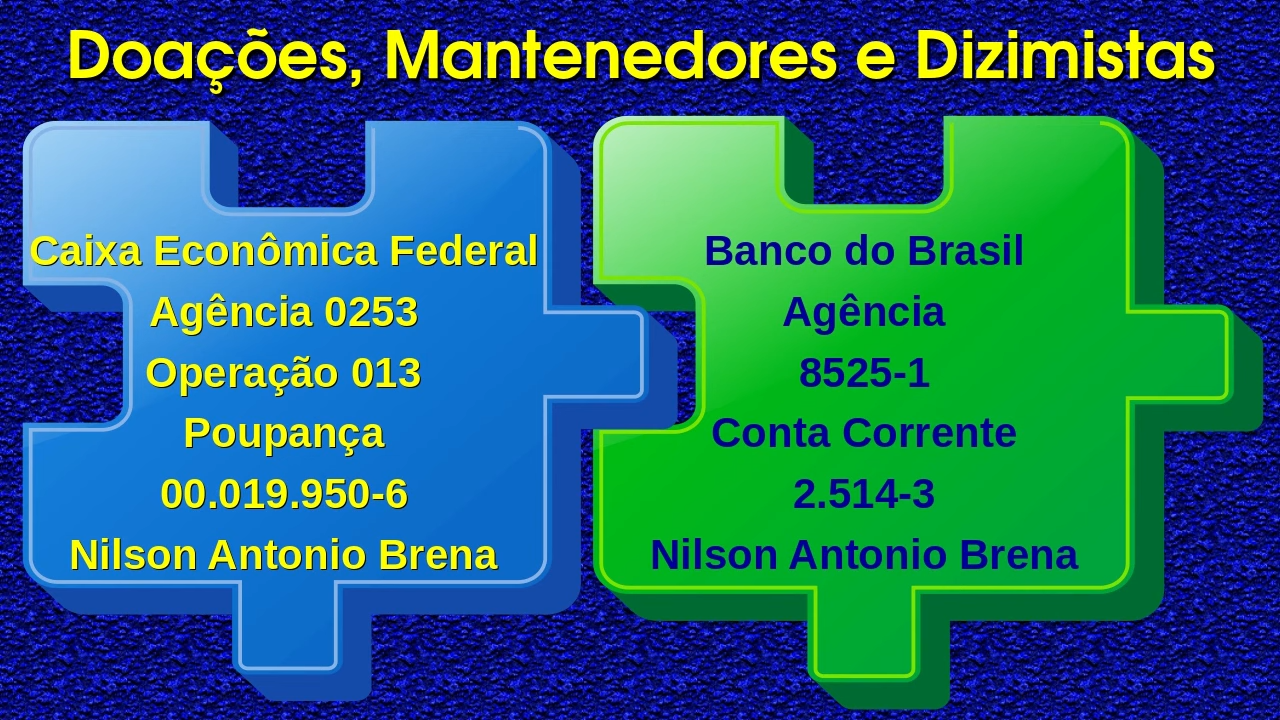 Doações, Mantenedores e Dizimistas
Caixa Econômica Federal
Agência 0253
Operação 013
Poupança
00.019.950-6
Nilson Antonio Brena
Banco do Brasil
Agência
8525-1
Conta Corrente
2.514-3
Nilson Antonio Brena